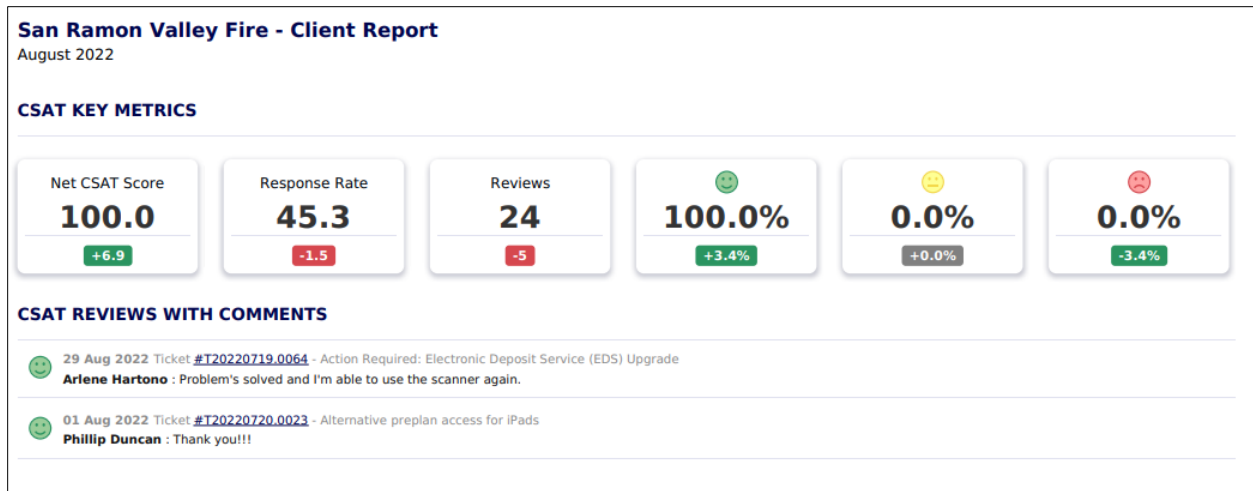 San Ramon Valley Fire - Client Report
August 2022
CSAT KEY METRICS
Net CSAT Score
100.0
+6.9
Response Rate
45.3
-1.5
Reviews
24
-5
100.0%
+3.4%
0.0%
+0.0%
0.0%
-3.4%
CSAT REVIEWS WITH COMMENTS
29 Aug 2022 Ticket #T20220719.0064 - Action Required: Electronic Deposit Service (EDS) Upgrade
Arlene Hartono : Problem's solved and I'm able to use the scanner again.
01 Aug 2022 Ticket #T20220720.0023 - Alternative preplan access for iPads
Phillip Duncan : Thank you!!!